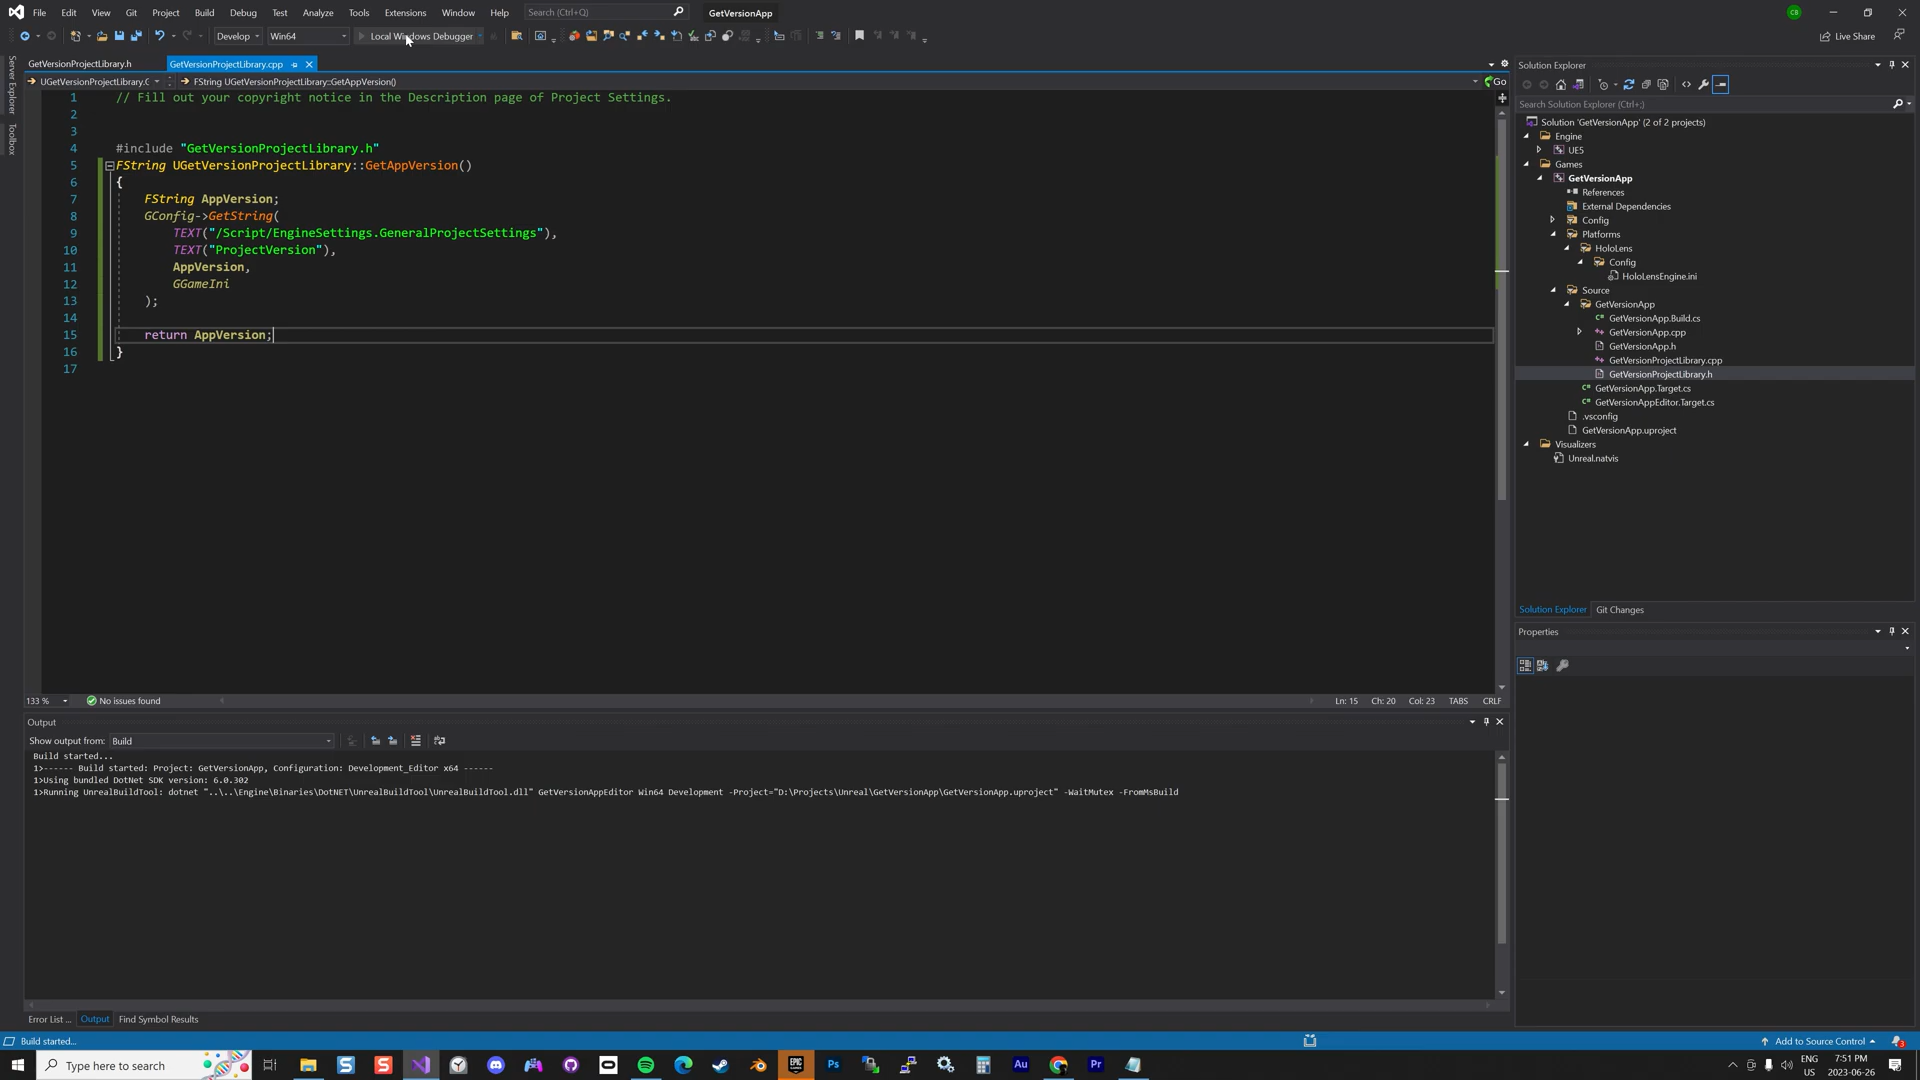 File Edit View Git Project Build Debug Test Analyze Tools Extensions Window Help Search (Ctrl+Q) GetVersionApp CB
Develop Win64 Local Windows Debugger Live Share
Server Explorer
Toolbox
GetVersionProjectLibrary.h GetVersionProjectLibrary.cpp
UGetVersionProjectLibrary.C FString UGetVersionProjectLibrary::GetAppVersion() Go
1 // Fill out your copyright notice in the Description page of Project Settings.
2
3
4 #include "GetVersionProjectLibrary.h"
5 FString UGetVersionProjectLibrary::GetAppVersion()
6 {
7 FString AppVersion;
8 GConfig->GetString(
9 TEXT("/Script/EngineSettings.GeneralProjectSettings"),
10 TEXT("ProjectVersion"),
11 AppVersion,
12 GGameIni
13 );
14
15 return AppVersion;
16 }
17
133 % No issues found Ln: 15 Ch: 20 Col: 23 TABS CRLF
Output
Show output from: Build
Build started...
1>------ Build started: Project: GetVersionApp, Configuration: Development_Editor x64 ------
1>Using bundled DotNet SDK version: 6.0.302
1>Running UnrealBuildTool: dotnet "..\..\Engine\Binaries\DotNET\UnrealBuildTool\UnrealBuildTool.dll" GetVersionAppEditor Win64 Development -Project="D:\Projects\Unreal\GetVersionApp\GetVersionApp.uproject" -WaitMutex -FromMsBuild
Error List ... Output Find Symbol Results
Solution Explorer
Search Solution Explorer (Ctrl+;)
Solution 'GetVersionApp' (2 of 2 projects)
Engine
UE5
Games
GetVersionApp
References
External Dependencies
Config
Platforms
HoloLens
Config
HoloLensEngine.ini
Source
GetVersionApp
GetVersionApp.Build.cs
GetVersionApp.cpp
GetVersionApp.h
GetVersionProjectLibrary.cpp
GetVersionProjectLibrary.h
GetVersionApp.Target.cs
GetVersionAppEditor.Target.cs
.vsconfig
GetVersionApp.uproject
Visualizers
Unreal.natvis
Solution Explorer Git Changes
Properties
Build started... Add to Source Control
Type here to search
EPIC GAMES Ps Au Pr
ENG US
7:51 PM
2023-06-26